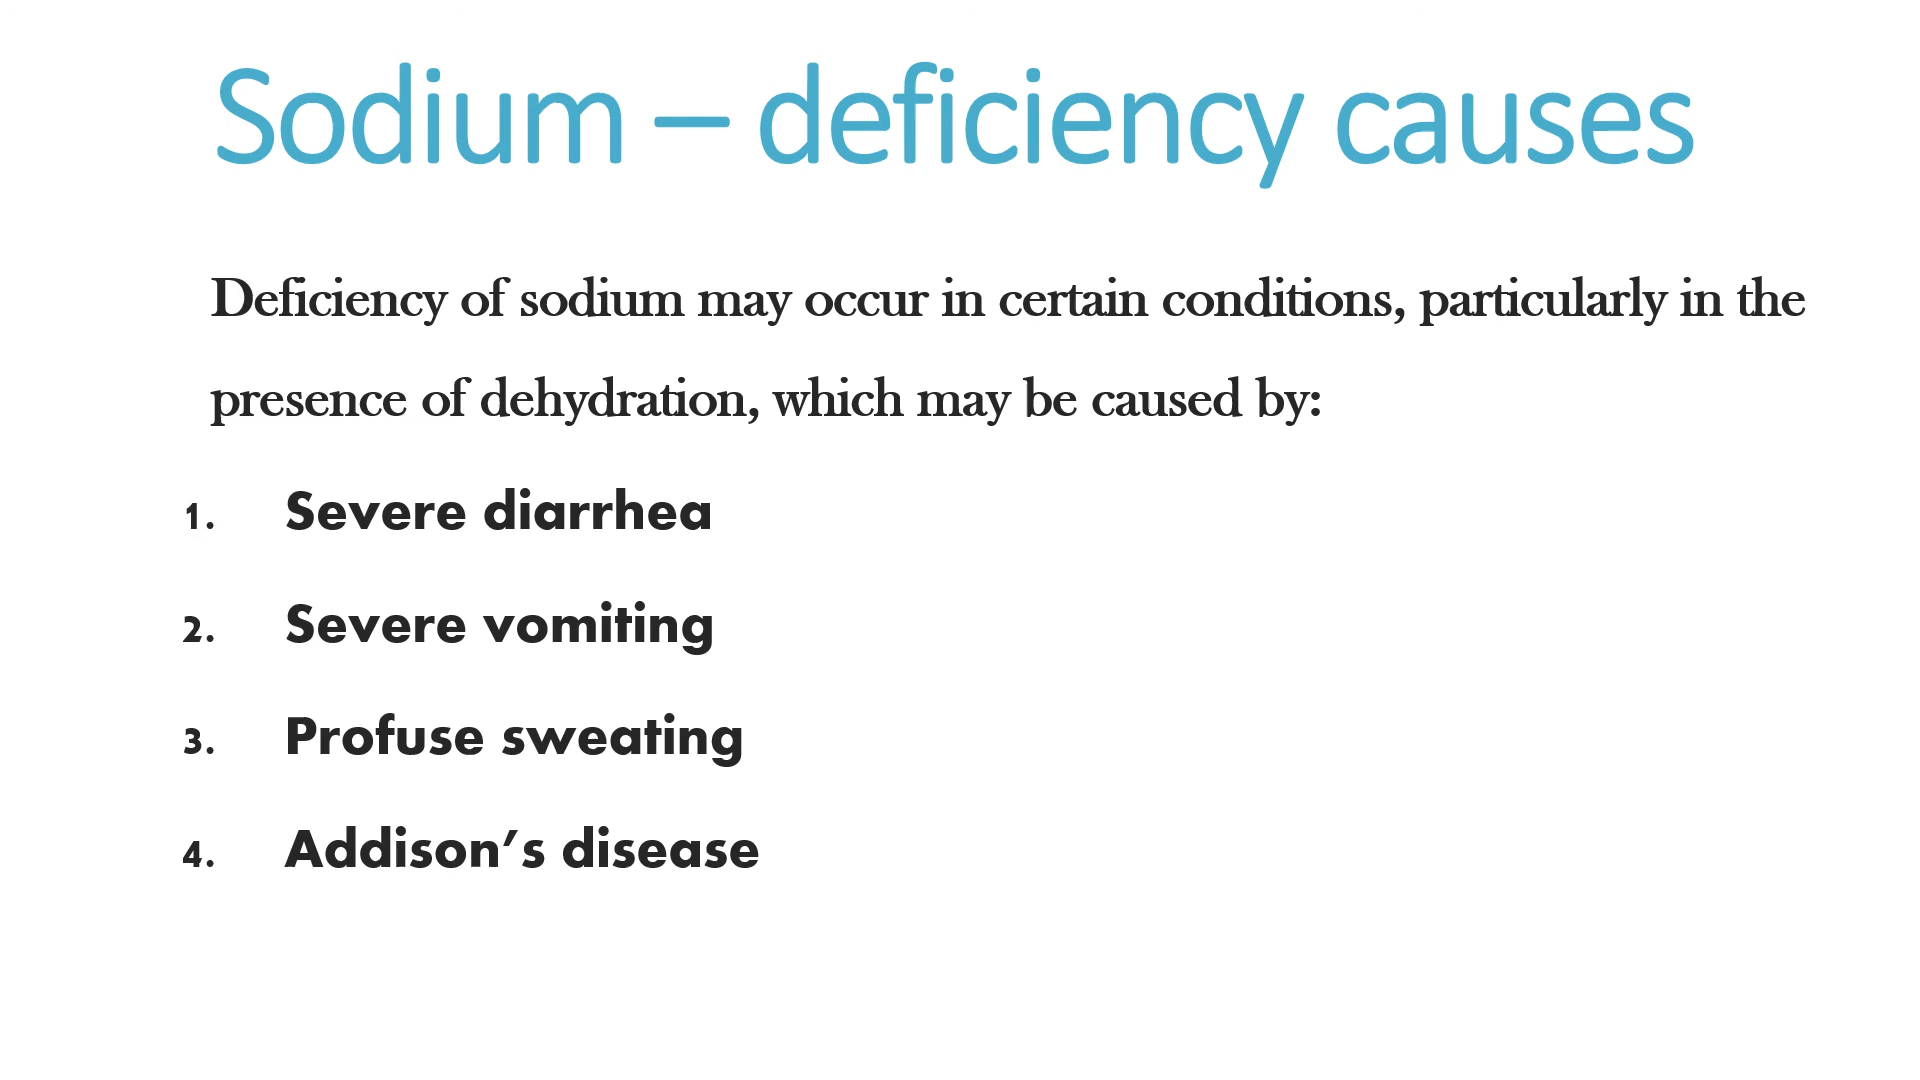 Sodium – deficiency causes
Deficiency of sodium may occur in certain conditions, particularly in the
presence of dehydration, which may be caused by:
1. Severe diarrhea
2. Severe vomiting
3. Profuse sweating
4. Addison’s disease